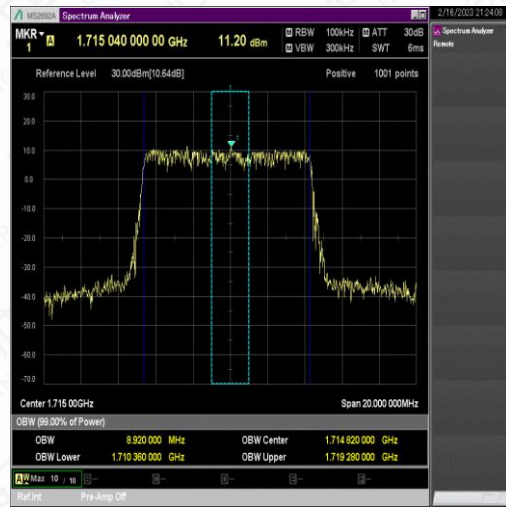 MS2692A Spectrum Analyzer
2/16/2023 21:24:08
MKR 1 1.715 040 000 00 GHz 11.20 dBm
RBW 100kHz ATT 30dB
VBW 300kHz SWT 6ms
Spectrum Analyzer
Remote
Reference Level 30.00dBm[10.64dB] Positive 1001 points
30.0
20.0
10.0
0.0
-10.0
-20.0
-30.0
-40.0
-50.0
-60.0
-70.0
1
Center 1.715 00GHz Span 20.000 000MHz
OBW (99.00% of Power)
OBW 8.920 000 MHz OBW Center 1.714 820 000 GHz
OBW Lower 1.710 360 000 GHz OBW Upper 1.719 280 000 GHz
Max 10 / 10
Ref.Int Pre-Amp Off